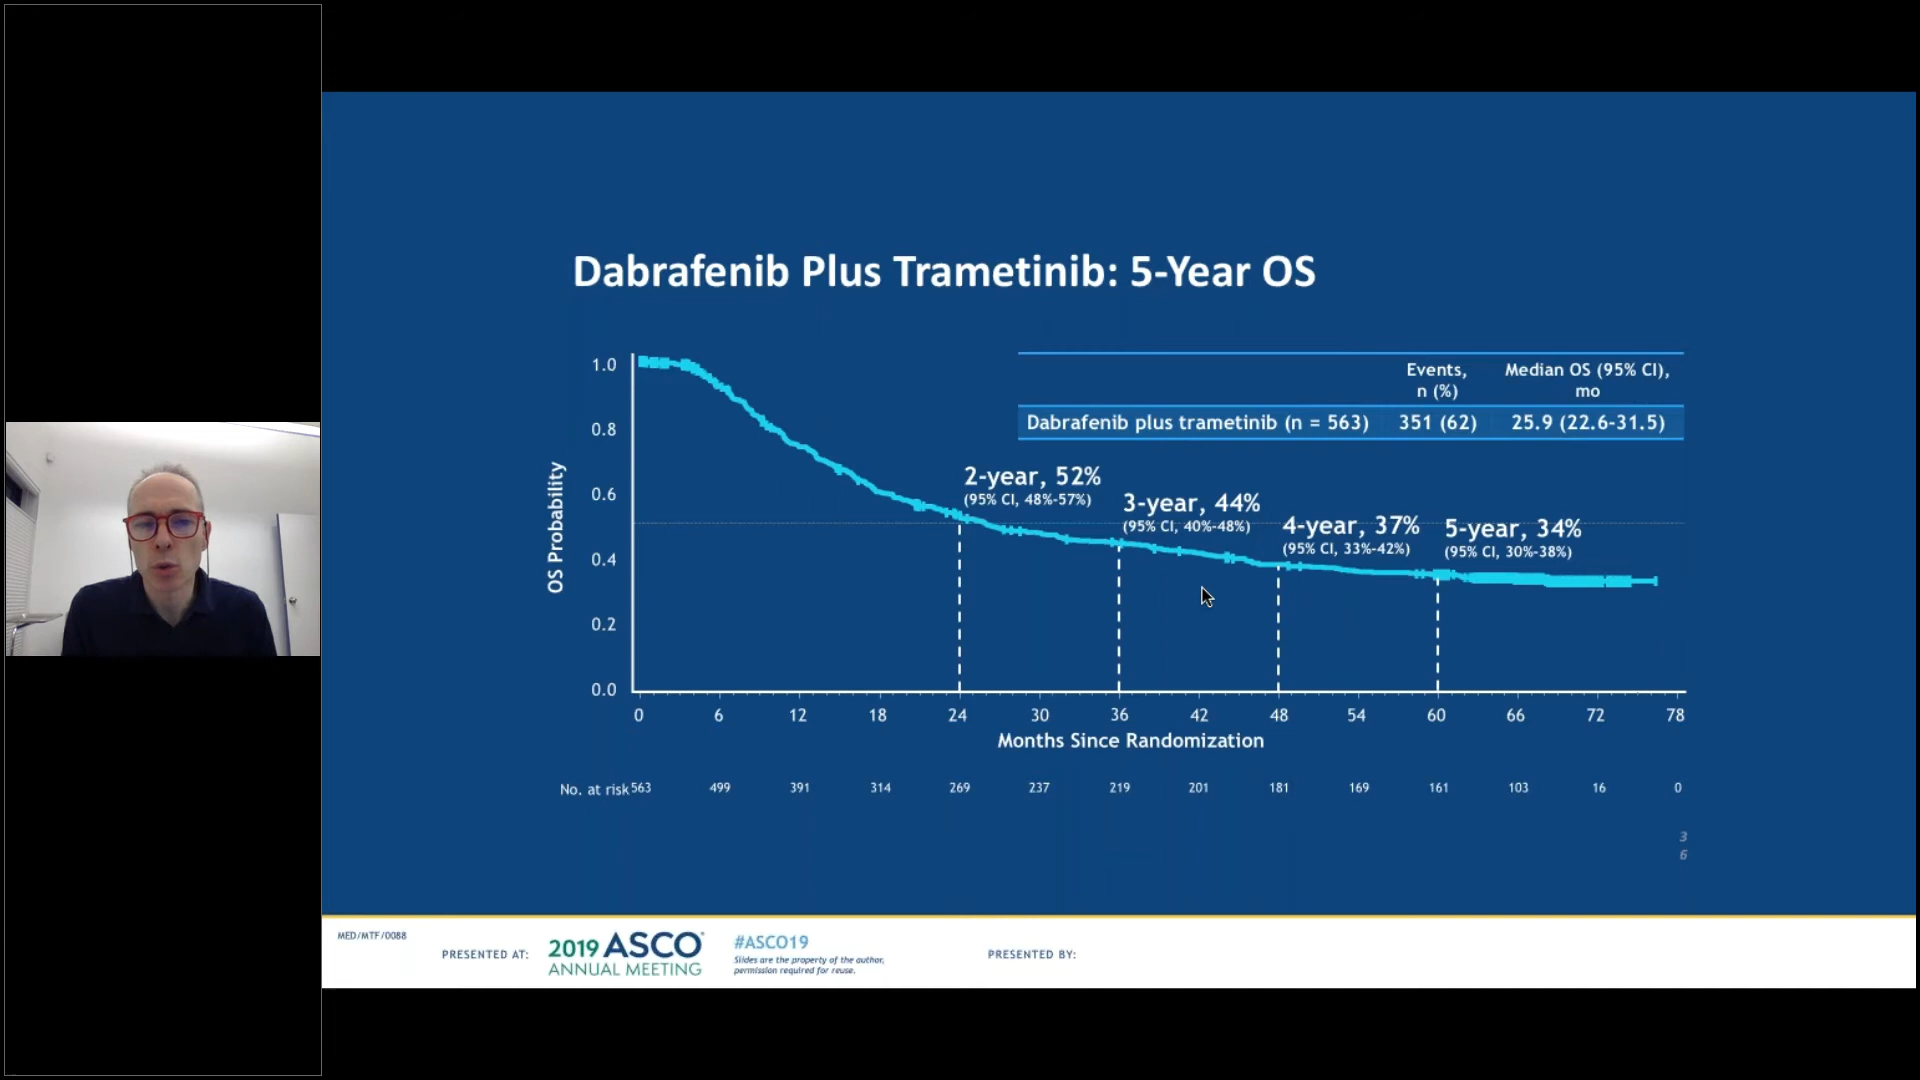 Dabrafenib Plus Trametinib: 5-Year OS
Events,
n (%)
Median OS (95% CI),
mo
Dabrafenib plus trametinib (n = 563) 351 (62) 25.9 (22.6-31.5)
2-year, 52%
(95% CI, 48%-57%)
3-year, 44%
(95% CI, 40%-48%)
4-year, 37%
(95% CI, 33%-42%)
5-year, 34%
(95% CI, 30%-38%)
OS Probability
1.0
0.8
0.6
0.4
0.2
0.0
0 6 12 18 24 30 36 42 48 54 60 66 72 78
Months Since Randomization
No. at risk 563 499 391 314 269 237 219 201 181 169 161 103 16 0
3
6
MED/MTF/0088
PRESENTED AT:
2019 ASCO
ANNUAL MEETING
#ASCO19
Slides are the property of the author,
permission required for reuse.
PRESENTED BY: